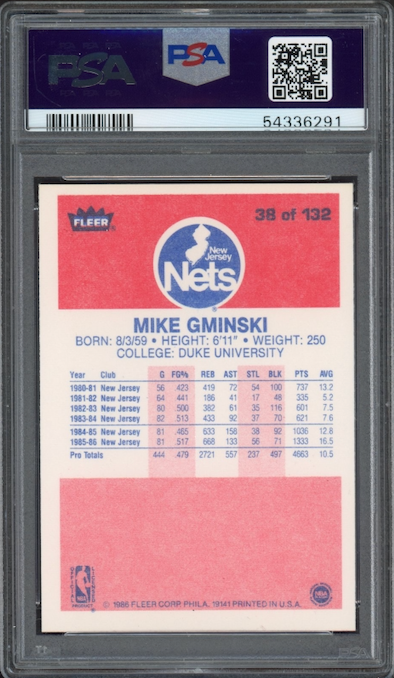 PSA
PSA
54336291
FLEER
38 of 132
New
Jersey
Nets
MIKE GMINSKI
BORN: 8/3/59 • HEIGHT: 6'11" • WEIGHT: 250
COLLEGE: DUKE UNIVERSITY
Year Club G FG% REB AST STL BLK PTS AVG
1980-81 New Jersey 56 .423 419 72 54 100 737 13.2
1981-82 New Jersey 64 .441 186 41 17 48 335 5.2
1982-83 New Jersey 80 .500 382 61 35 116 601 7.5
1983-84 New Jersey 82 .513 433 92 37 70 621 7.6
1984-85 New Jersey 81 .465 633 158 38 92 1036 12.8
1985-86 New Jersey 81 .517 668 133 56 71 1333 16.5
Pro Totals 444 .479 2721 557 237 497 4663 10.5
NBA
© 1986 FLEER CORP PHILA. 19141 PRINTED IN U.S.A.